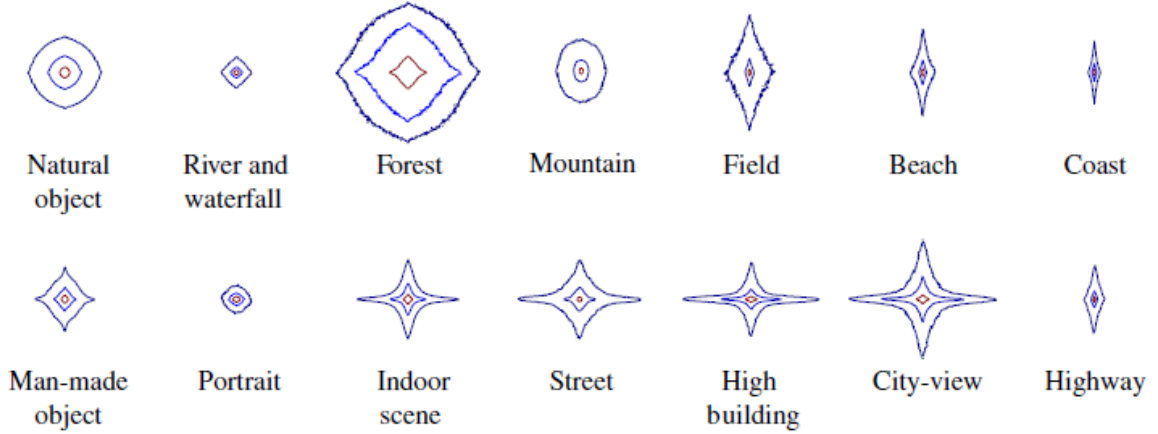 Natural
object
River and
waterfall
Forest
Mountain
Field
Beach
Coast
Man-made
object
Portrait
Indoor
scene
Street
High
building
City-view
Highway